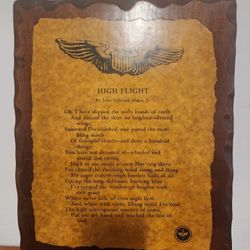 HIGH FLIGHT
By John Gillespie Magee, Jr.
Oh, I have slipped the surly bonds of earth
And danced the skies on laughter-silvered
wings;
Sunward I've climbed, and joined the tum-
bling mirth
Of sun-split clouds—and done a hundred
things
You have not dreamed of—wheeled and
soared and swung
High in the sunlit silence. Hov'ring there
I've chased the shouting wind along, and flung
My eager craft through footless halls of air.
Up, up the long, delirious, burning blue
I've topped the windswept heights with
easy grace
Where never lark, or even eagle flew.
And, while with silent, lifting mind I've trod
The high untrespassed sanctity of space,
Put out my hand, and touched the face of
God.